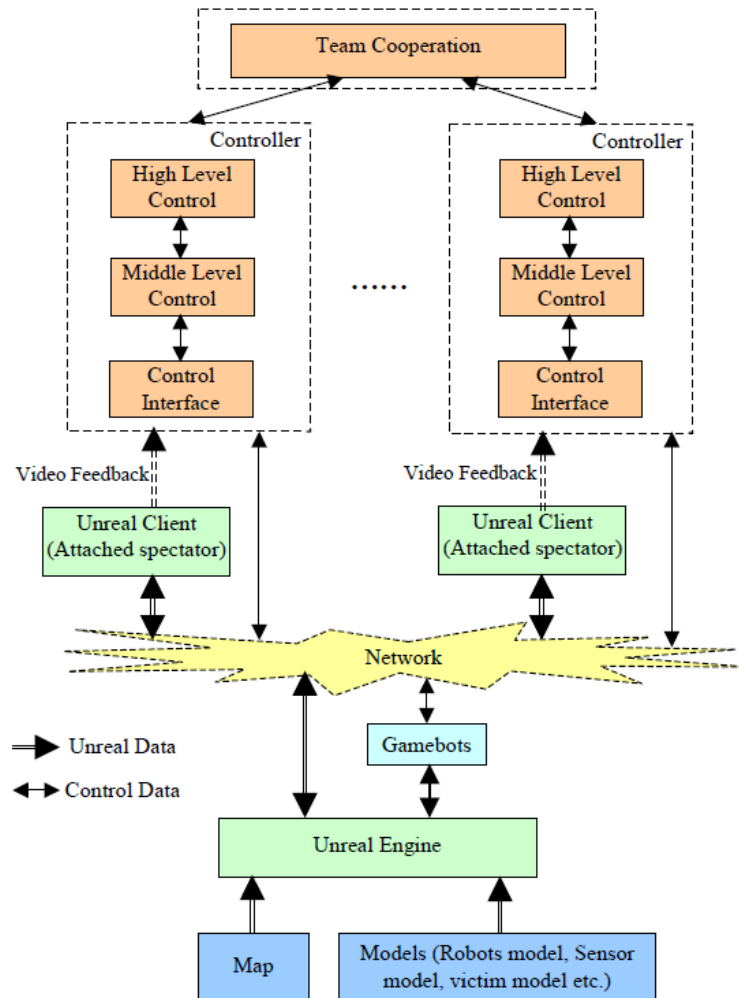 Team Cooperation
Controller
High Level
Control
Middle Level
Control
Control
Interface
......
Controller
High Level
Control
Middle Level
Control
Control
Interface
Video Feedback
Unreal Client
(Attached spectator)
Video Feedback
Unreal Client
(Attached spectator)
Network
Gamebots
Unreal Data
Control Data
Unreal Engine
Map
Models (Robots model, Sensor
model, victim model etc.)